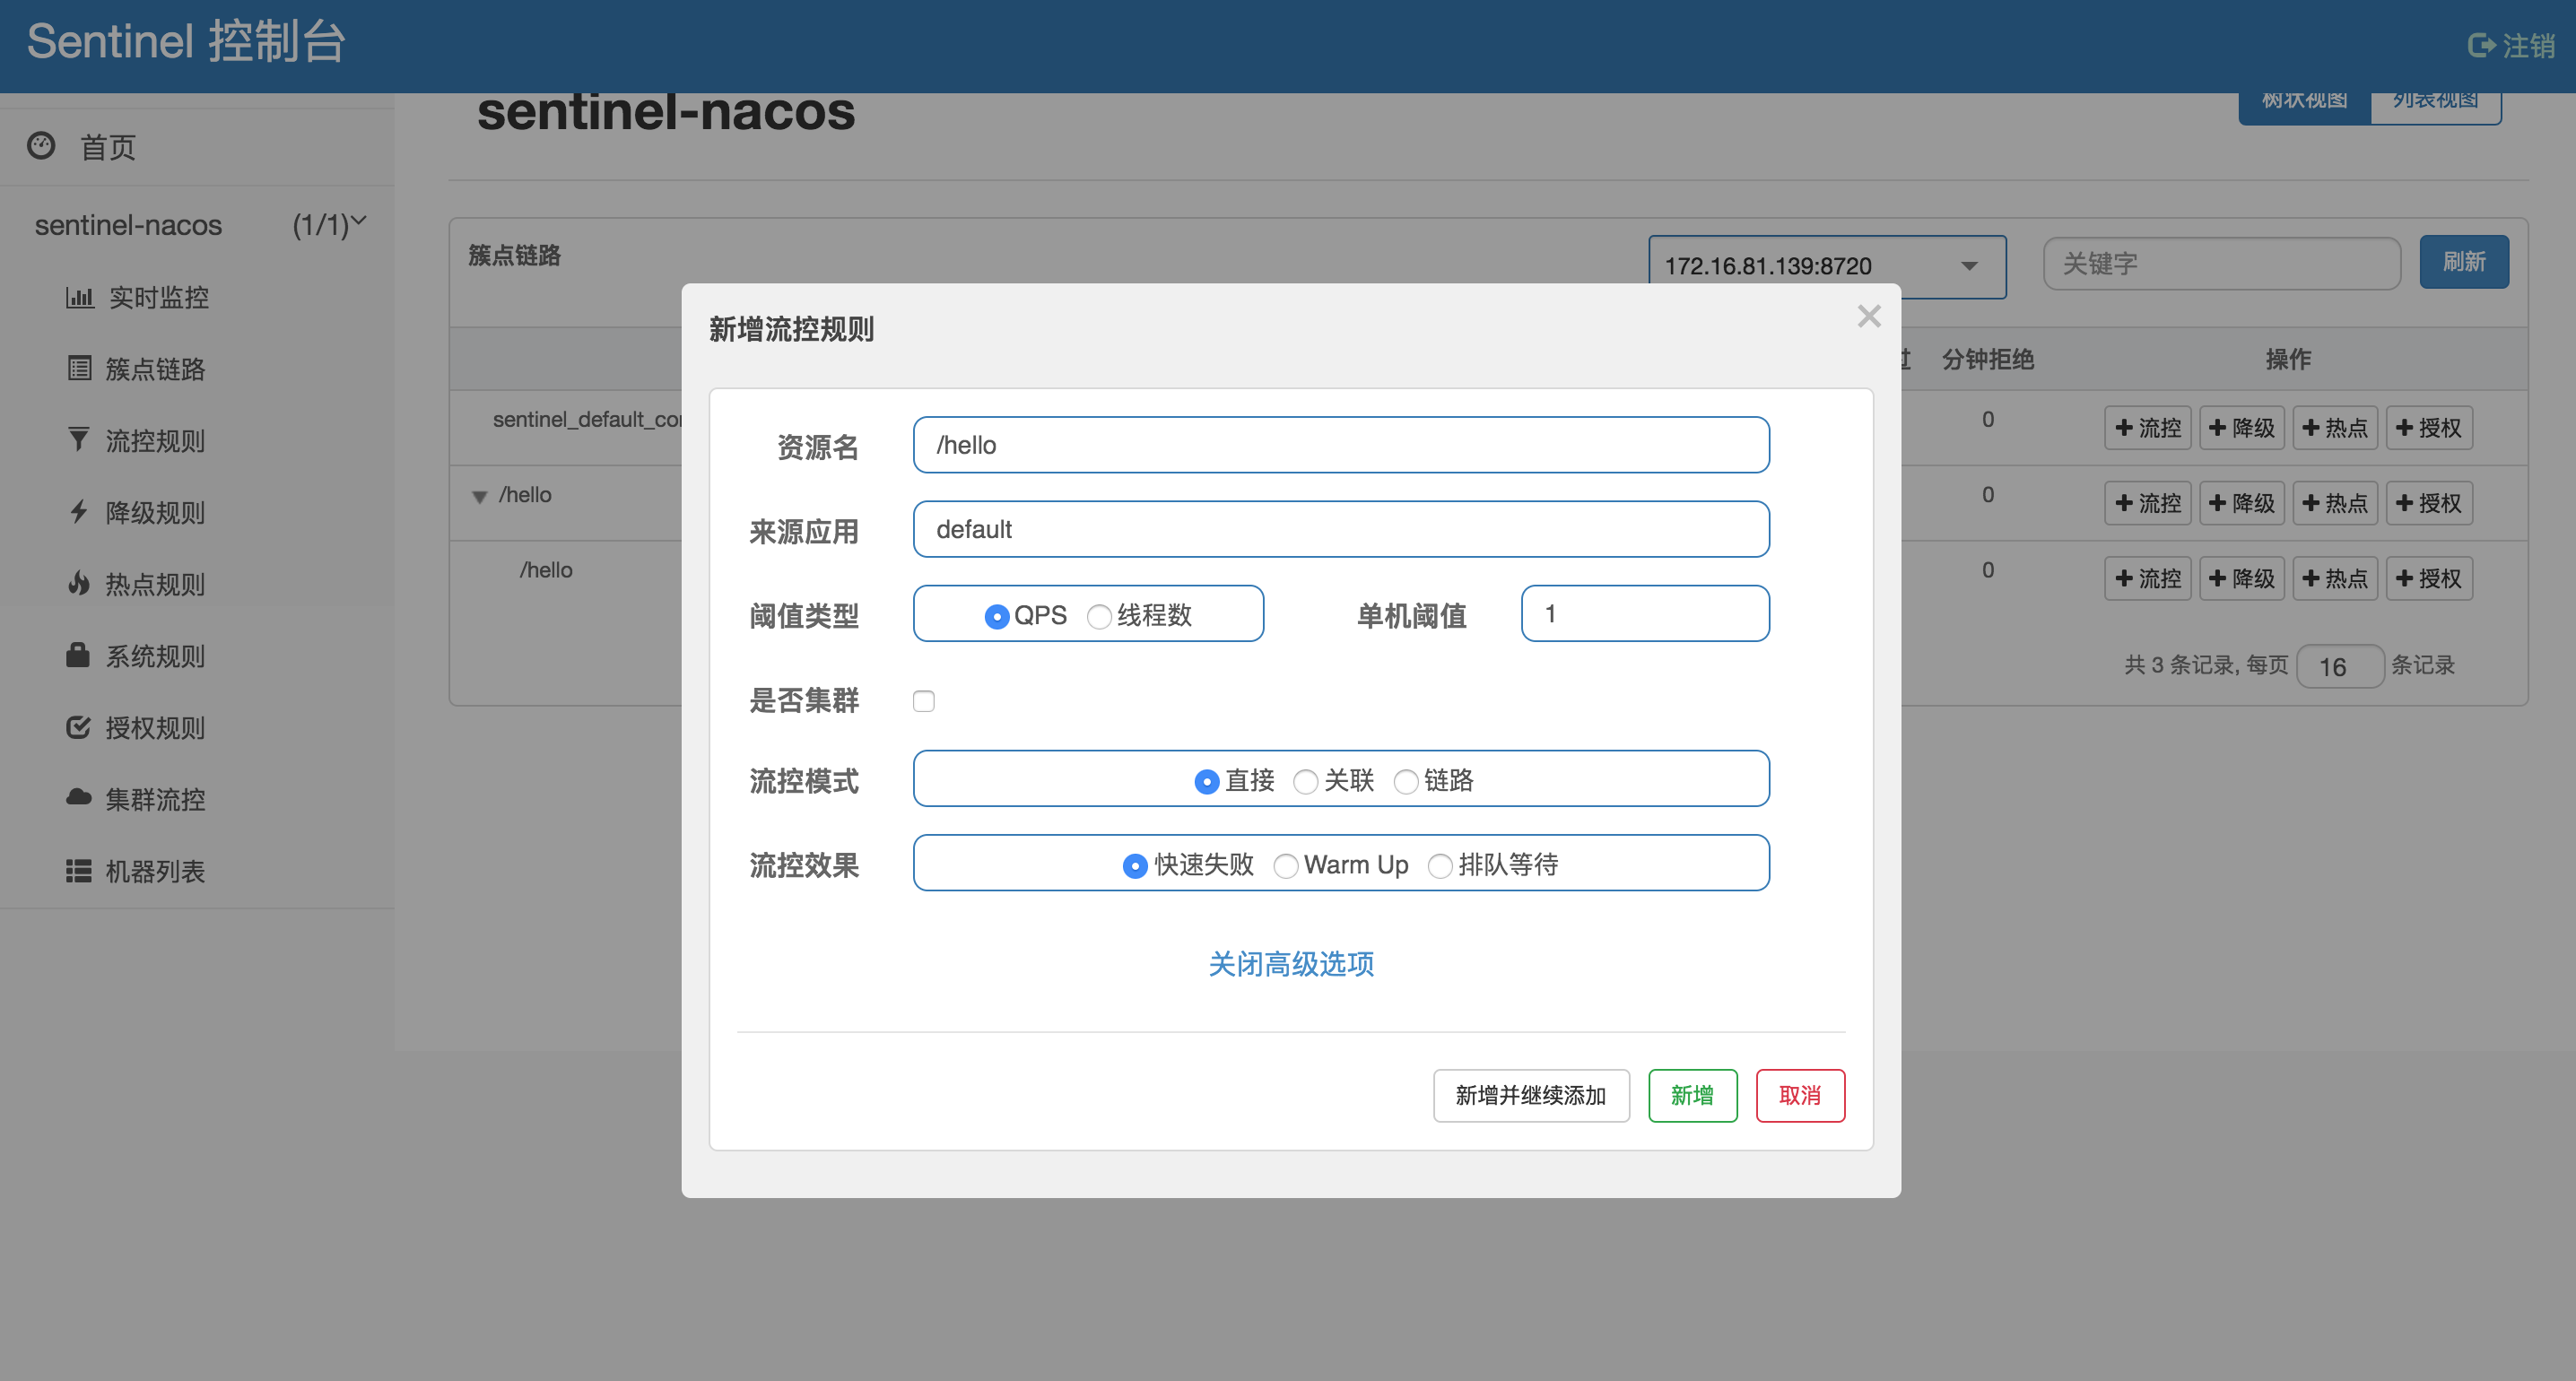 Sentinel 控制台
注销
首页
sentinel-nacos (1/1)
实时监控
簇点链路
流控规则
降级规则
热点规则
系统规则
授权规则
集群流控
机器列表
sentinel-nacos
树状视图 列表视图
簇点链路
172.16.81.139:8720
关键字
刷新
分钟拒绝 操作
sentinel_default_con
0 流控 降级 热点 授权
/hello
0 流控 降级 热点 授权
/hello
0 流控 降级 热点 授权
共 3 条记录, 每页 16 条记录
新增流控规则
资源名 /hello
来源应用 default
阈值类型 QPS 线程数 单机阈值 1
是否集群
流控模式 直接 关联 链路
流控效果 快速失败 Warm Up 排队等待
关闭高级选项
新增并继续添加 新增 取消